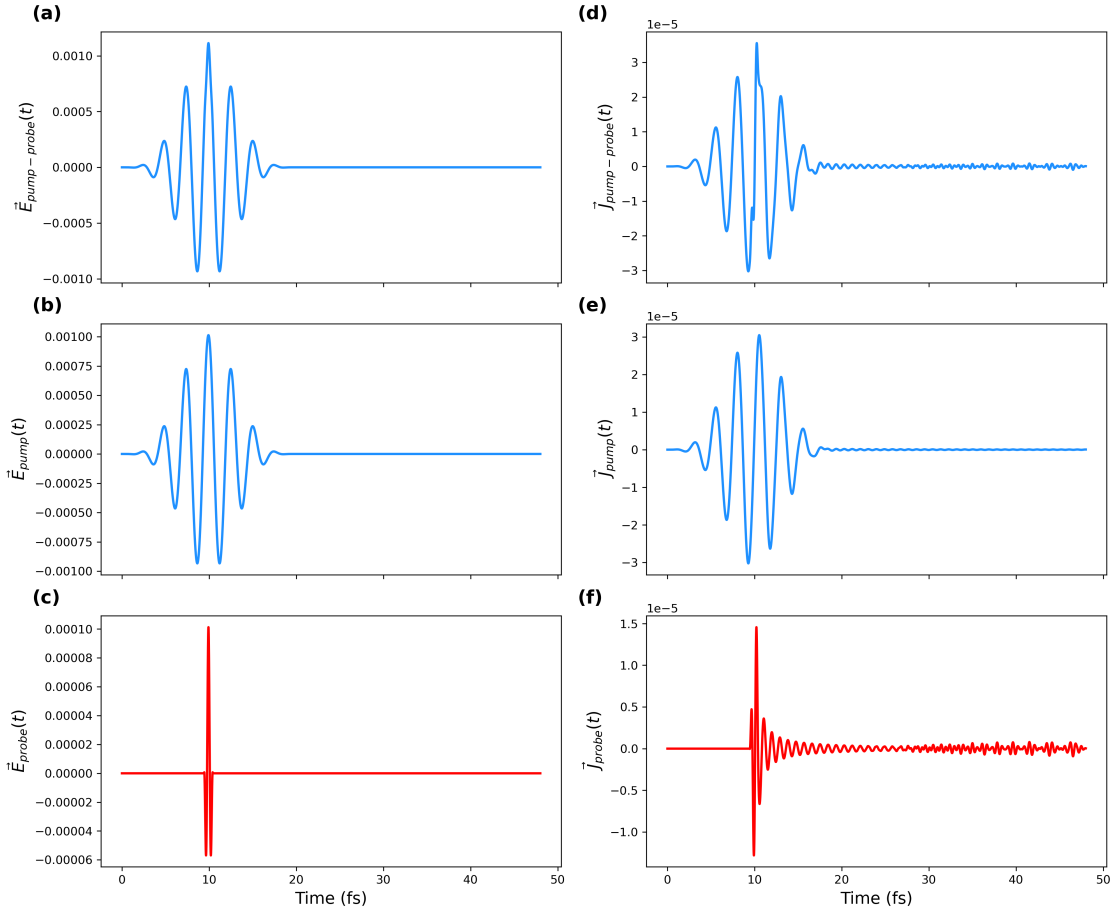 (a)
0.0010
0.0005
0.0000
−0.0005
−0.0010
E⃗pump−probe(t)
(b)
0.00100
0.00075
0.00050
0.00025
0.00000
−0.00025
−0.00050
−0.00075
−0.00100
E⃗pump(t)
(c)
0.00010
0.00008
0.00006
0.00004
0.00002
0.00000
−0.00002
−0.00004
−0.00006
E⃗probe(t)
0 10 20 30 40 50
Time (fs)
(d)
1e−5
3
2
1
0
−1
−2
−3
J⃗pump−probe(t)
(e)
1e−5
3
2
1
0
−1
−2
−3
J⃗pump(t)
(f)
1e−5
1.5
1.0
0.5
0.0
−0.5
−1.0
J⃗probe(t)
0 10 20 30 40 50
Time (fs)